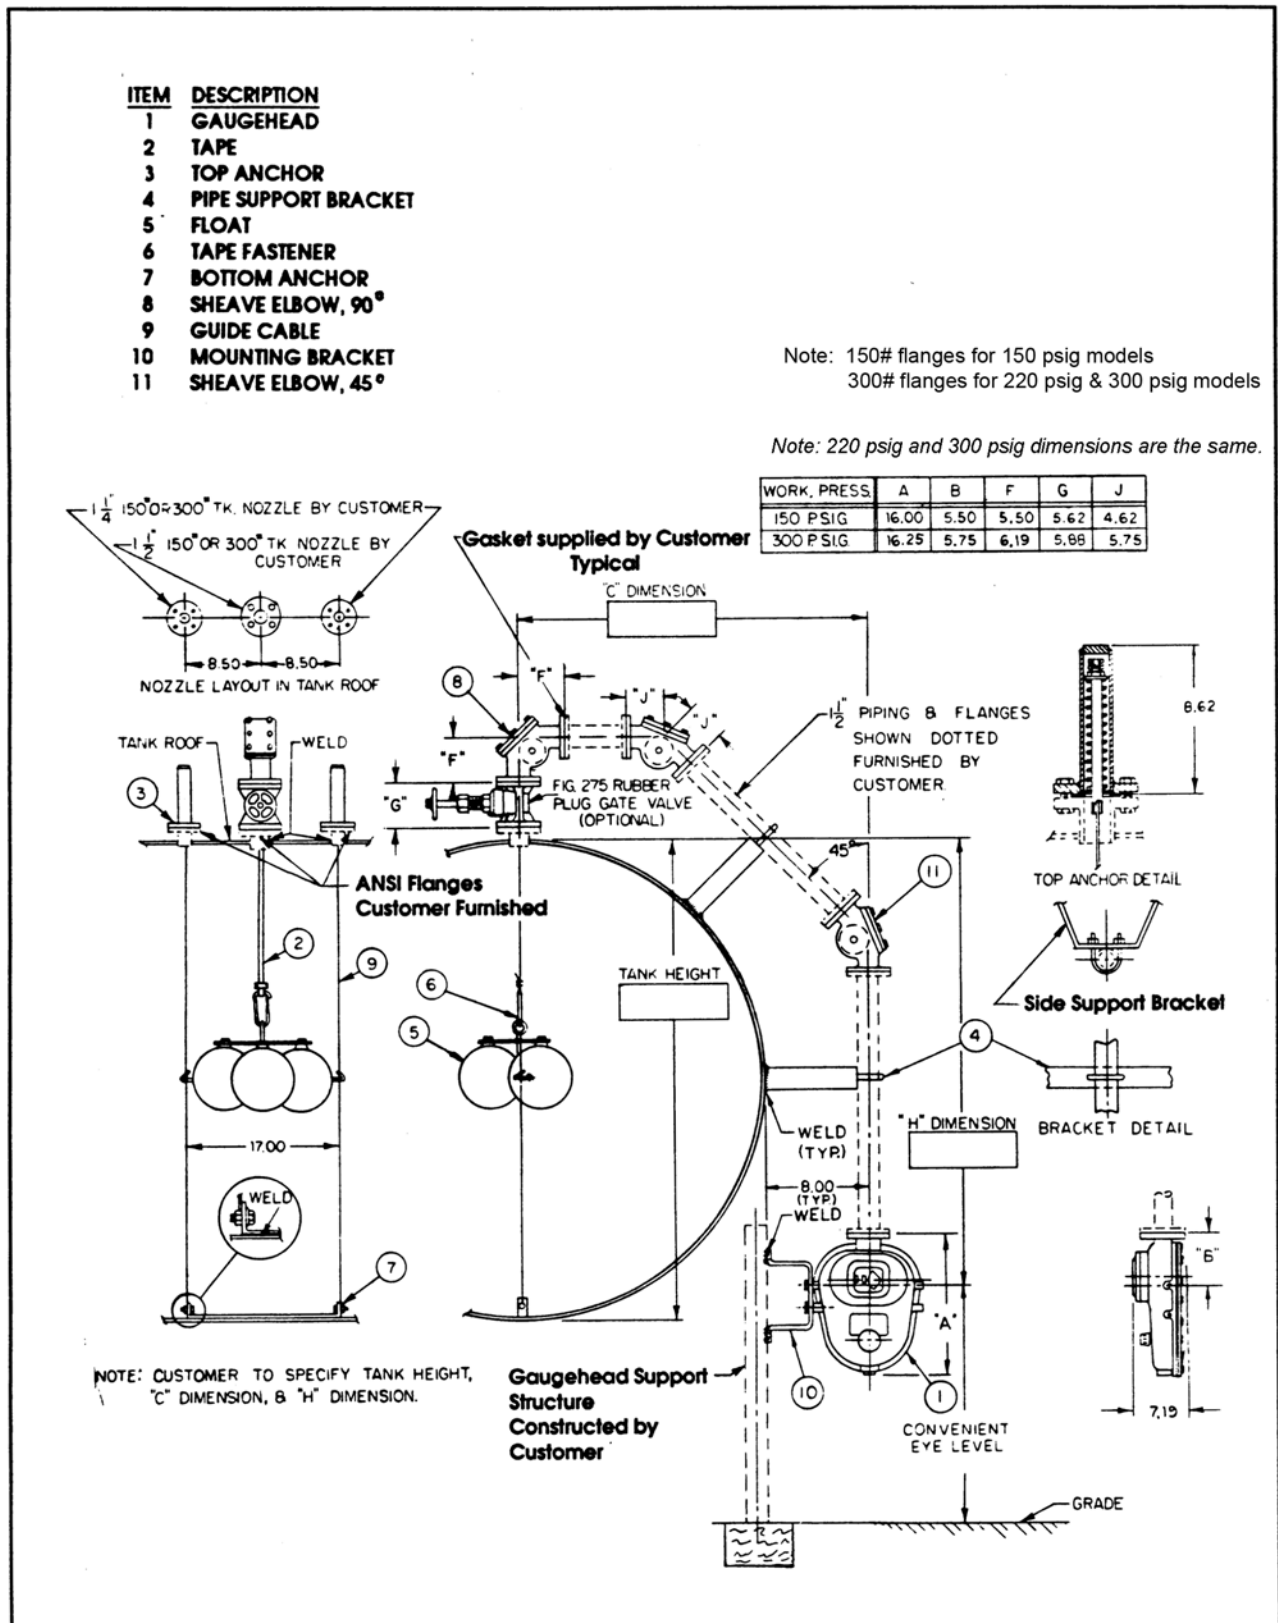 ITEM DESCRIPTION
1 GAUGEHEAD
2 TAPE
3 TOP ANCHOR
4 PIPE SUPPORT BRACKET
5 FLOAT
6 TAPE FASTENER
7 BOTTOM ANCHOR
8 SHEAVE ELBOW, 90°
9 GUIDE CABLE
10 MOUNTING BRACKET
11 SHEAVE ELBOW, 45°
Note: 150# flanges for 150 psig models
300# flanges for 220 psig & 300 psig models
Note: 220 psig and 300 psig dimensions are the same.
WORK. PRESS. A B F G J
150 PSIG 16.00 5.50 5.50 5.62 4.62
300 PSIG 16.25 5.75 6.19 5.88 5.75
1 1/4" 150# OR 300# TK. NOZZLE BY CUSTOMER
1 1/2" 150# OR 300# TK NOZZLE BY
CUSTOMER
8.50 8.50
NOZZLE LAYOUT IN TANK ROOF
Gasket supplied by Customer
Typical
"C" DIMENSION
8
"F"
"J"
"J"
"F"
"G"
1 1/2" PIPING & FLANGES
SHOWN DOTTED
FURNISHED BY
CUSTOMER
8.62
TOP ANCHOR DETAIL
TANK ROOF
WELD
3
FIG. 275 RUBBER
PLUG GATE VALVE
(OPTIONAL)
45°
11
ANSI Flanges
Customer Furnished
2
9
TANK HEIGHT
6
5
Side Support Bracket
4
BRACKET DETAIL
17.00
WELD
7
WELD
(TYP.)
"H" DIMENSION
8.00
(TYP.)
WELD
"A"
"B"
7.19
10
1
NOTE: CUSTOMER TO SPECIFY TANK HEIGHT,
"C" DIMENSION, & "H" DIMENSION.
Gaugehead Support
Structure
Constructed by
Customer
CONVENIENT
EYE LEVEL
GRADE